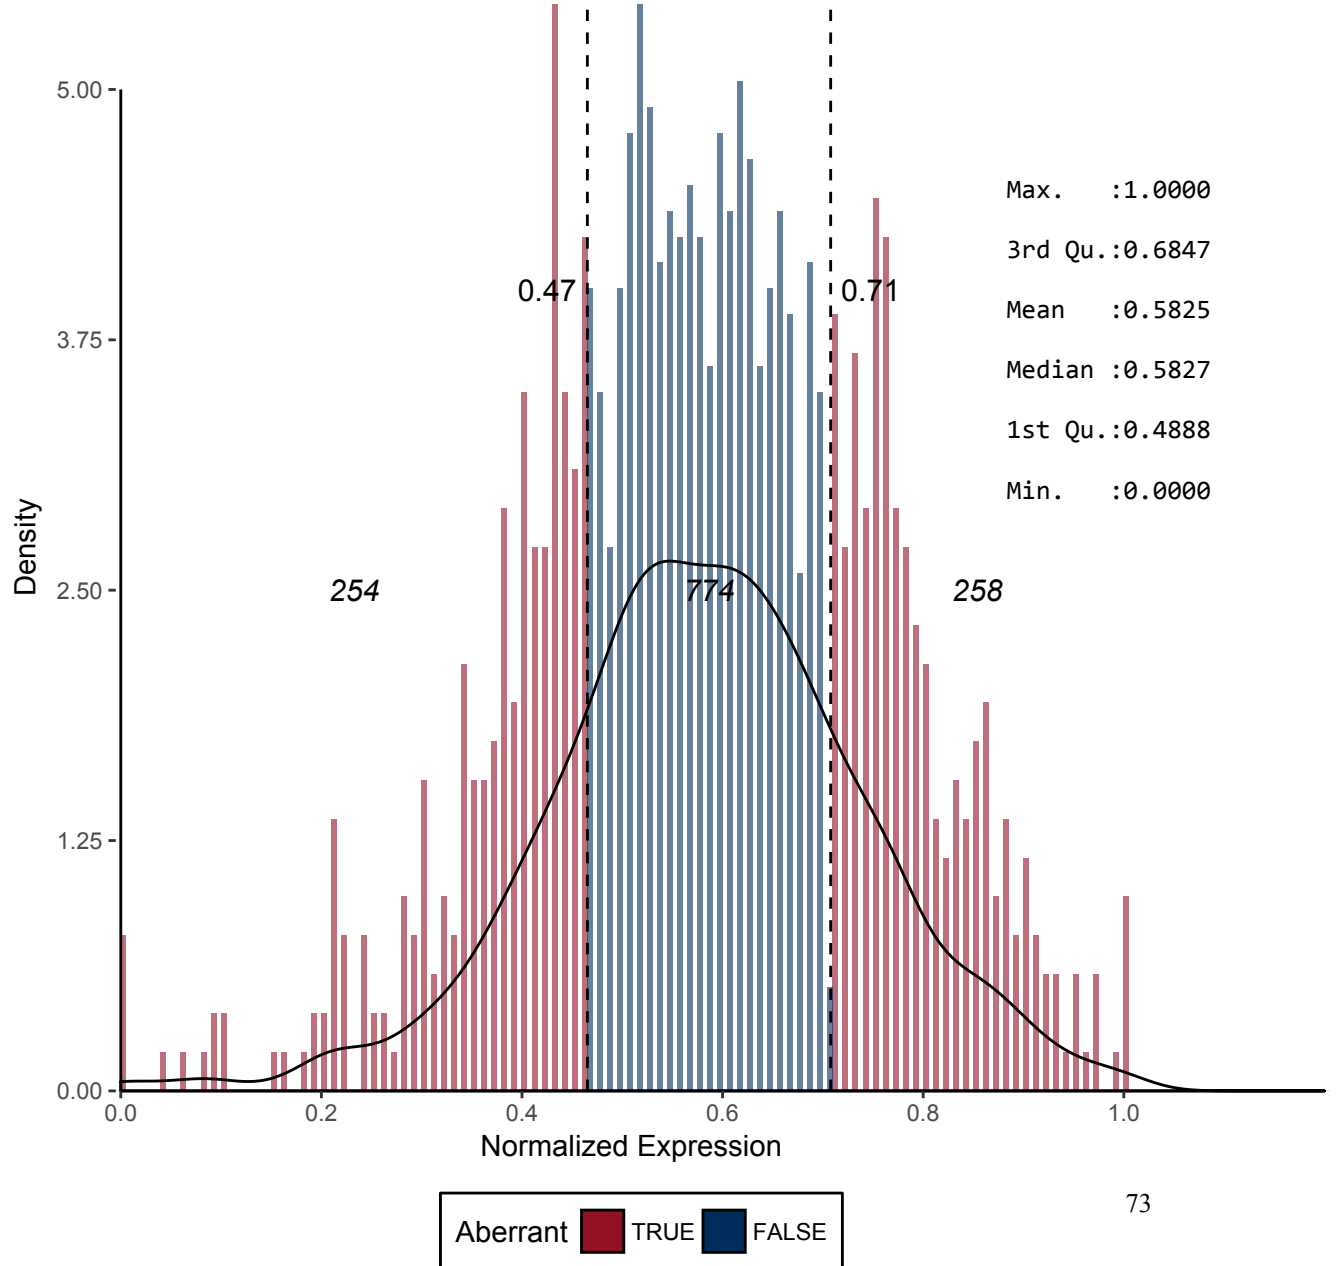 5.00
3.75
2.50
1.25
0.00
Density
0.47
0.71
254
774
258
Max. :1.0000
3rd Qu.:0.6847
Mean :0.5825
Median :0.5827
1st Qu.:0.4888
Min. :0.0000
0.0 0.2 0.4 0.6 0.8 1.0
Normalized Expression
73
Aberrant TRUE FALSE